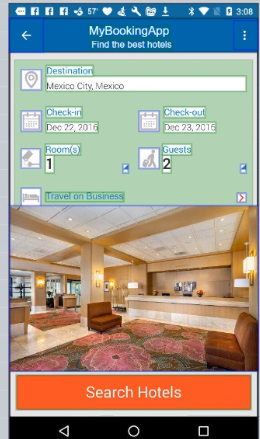 57° 3:08
MyBookingApp
Find the best hotels
Destination
Mexico City, Mexico
Check-in Check-out
Dec 22, 2016 Dec 23, 2016
Room(s) Guests
1 2
Travel on Business
Search Hotels